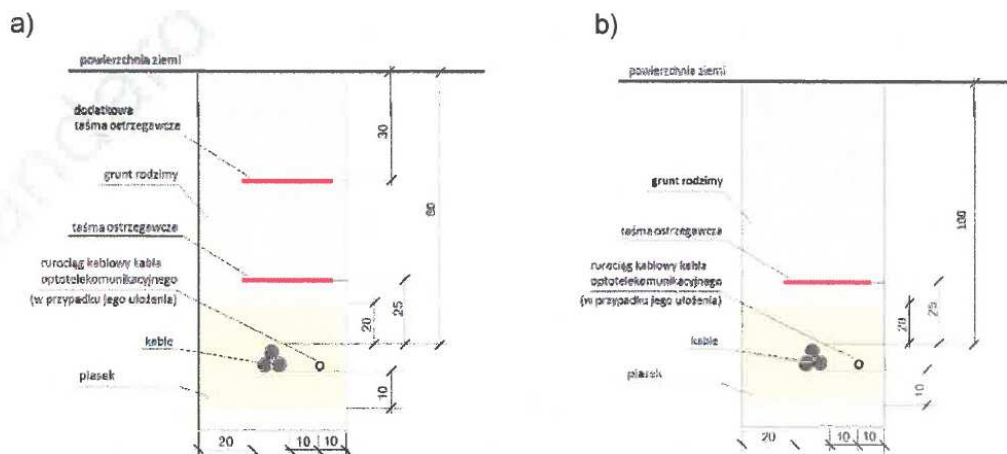 a)
powierzchnia ziemi
dodatkowa
taśma ostrzegawcza
30
grunt rodzimy
80
taśma ostrzegawcza
rurociąg kablowy kabla
optotelekomunikacyjnego
(w przypadku jego ułożenia)
25
20
kable
piasek
10
20
10
10
b)
powierzchnia ziemi
grunt rodzimy
100
taśma ostrzegawcza
rurociąg kablowy kabla
optotelekomunikacyjnego
(w przypadku jego ułożenia)
25
20
kable
piasek
10
20
10
10